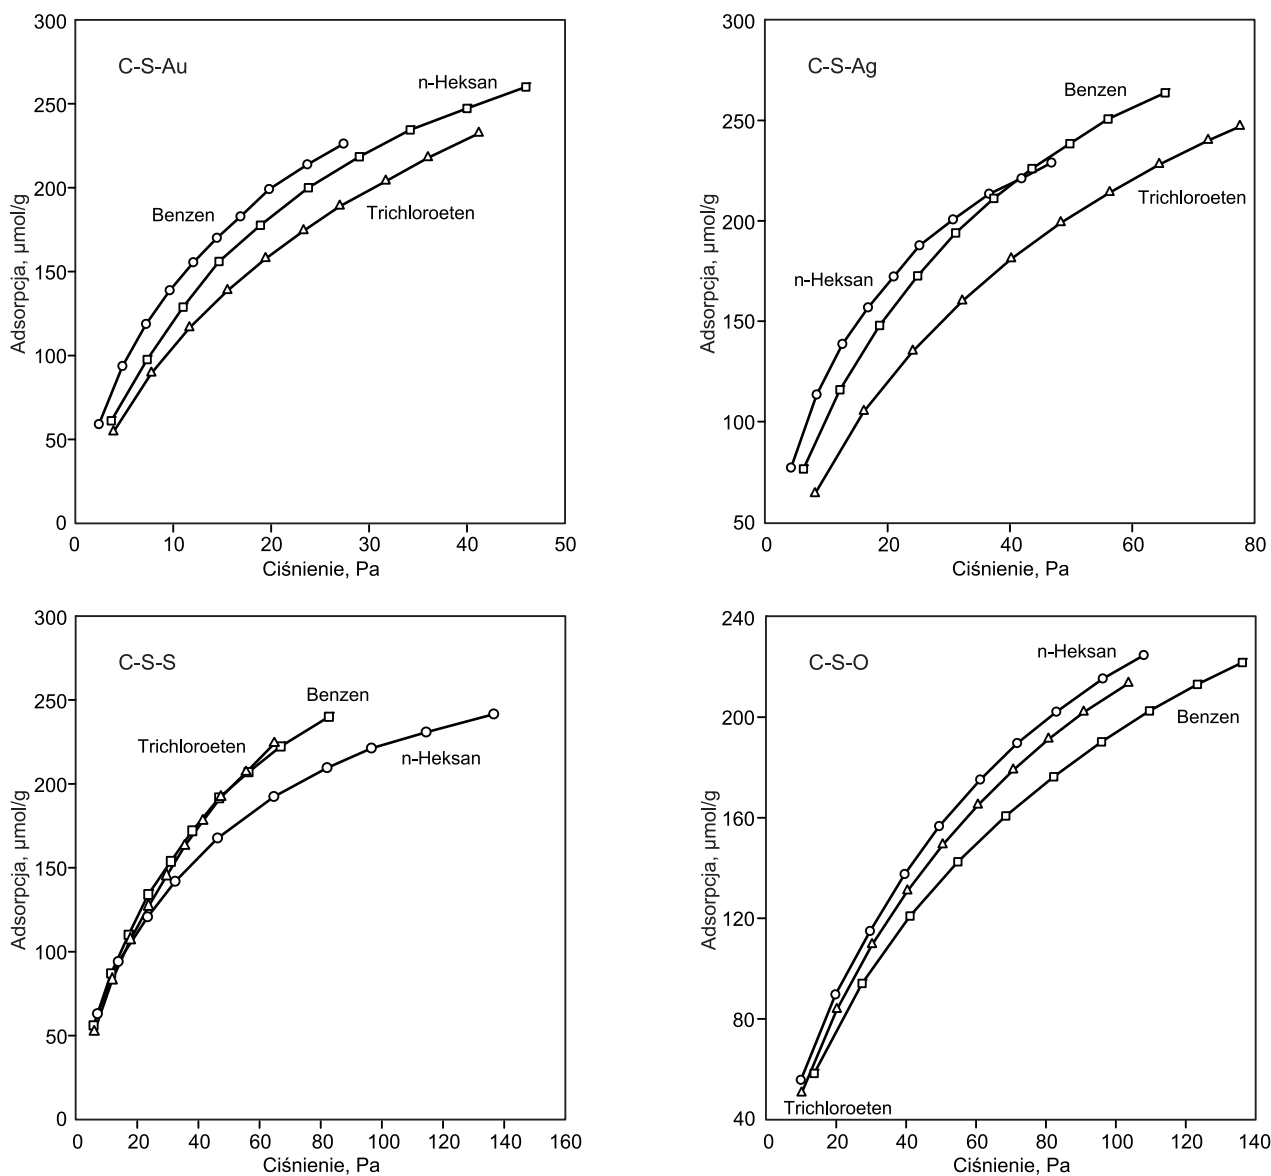 C-S-Au
300
250
200
150
100
50
0
Adsorpcja, µmol/g
n-Heksan
Benzen
Trichloroeten
0 10 20 30 40 50
Ciśnienie, Pa
C-S-Ag
300
250
200
150
100
50
Adsorpcja, µmol/g
Benzen
n-Heksan
Trichloroeten
0 20 40 60 80
Ciśnienie, Pa
C-S-S
300
250
200
150
100
50
0
Adsorpcja, µmol/g
Benzen
Trichloroeten
n-Heksan
20 40 60 80 100 120 140 160
Ciśnienie, Pa
C-S-O
240
200
160
120
80
40
Adsorpcja, µmol/g
n-Heksan
Benzen
Trichloroeten
0 20 40 60 80 100 120 140
Ciśnienie, Pa